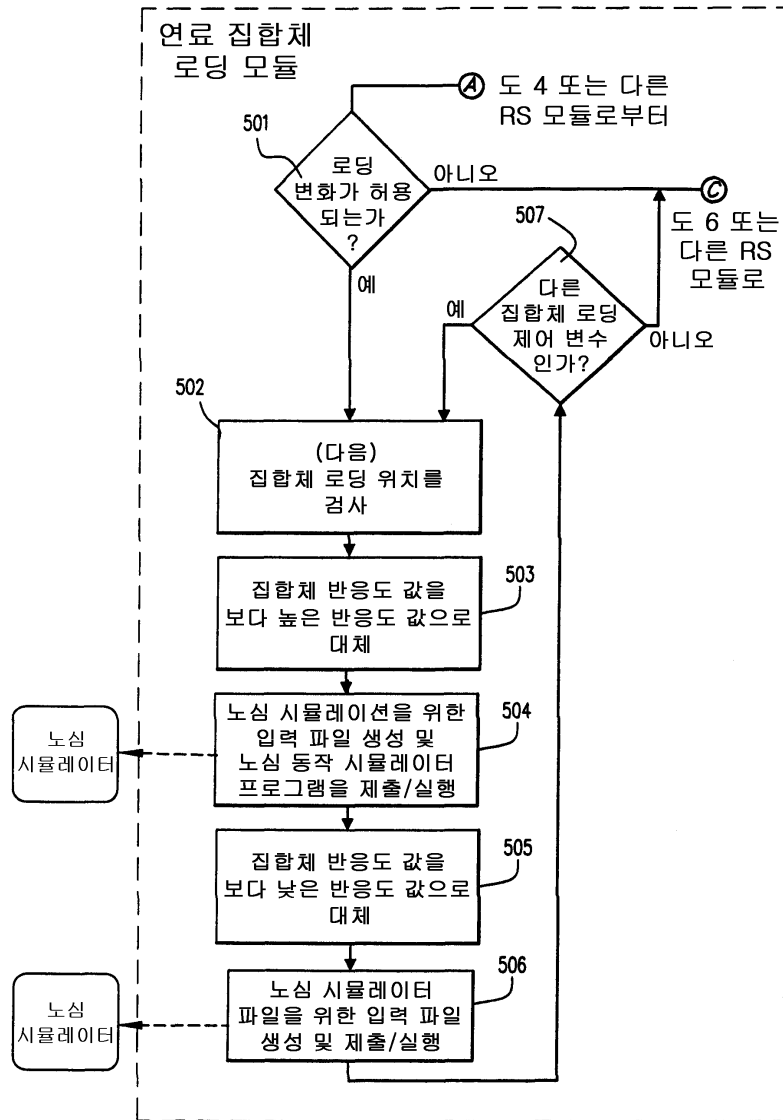 연료 집합체
로딩 모듈
A 도 4 또는 다른
RS 모듈로부터
501
로딩
변화가 허용
되는가
?
아니오
C
도 6 또는
다른 RS
모듈로
507
예
다른
집합체 로딩
제어 변수
인가?
예
아니오
502
(다음)
집합체 로딩 위치를
검사
503
집합체 반응도 값을
보다 높은 반응도 값으로
대체
504
노심 시뮬레이션을 위한
입력 파일 생성 및
노심 동작 시뮬레이터
프로그램을 제출/실행
노심
시뮬레이터
505
집합체 반응도 값을
보다 낮은 반응도 값으로
대체
506
노심 시뮬레이터
파일을 위한 입력 파일
생성 및 제출/실행
노심
시뮬레이터